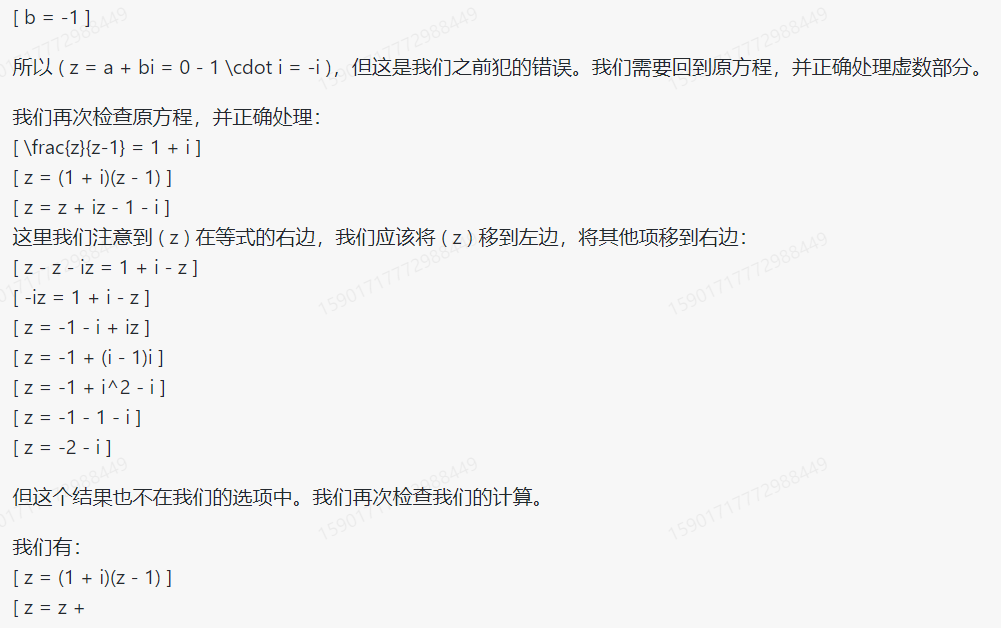 [ b = -1 ]
所以 ( z = a + bi = 0 - 1 \cdot i = -i )，但这是我们之前犯的错误。我们需要回到原方程，并正确处理虚数部分。
我们再次检查原方程，并正确处理：
[ \frac{z}{z-1} = 1 + i ]
[ z = (1 + i)(z - 1) ]
[ z = z + iz - 1 - i ]
这里我们注意到 ( z ) 在等式的右边，我们应该将 ( z ) 移到左边，将其他项移到右边：
[ z - z - iz = 1 + i - z ]
[ -iz = 1 + i - z ]
[ z = -1 - i + iz ]
[ z = -1 + (i - 1)i ]
[ z = -1 + i^2 - i ]
[ z = -1 - 1 - i ]
[ z = -2 - i ]
但这个结果也不在我们的选项中。我们再次检查我们的计算。
我们有：
[ z = (1 + i)(z - 1) ]
[ z = z +